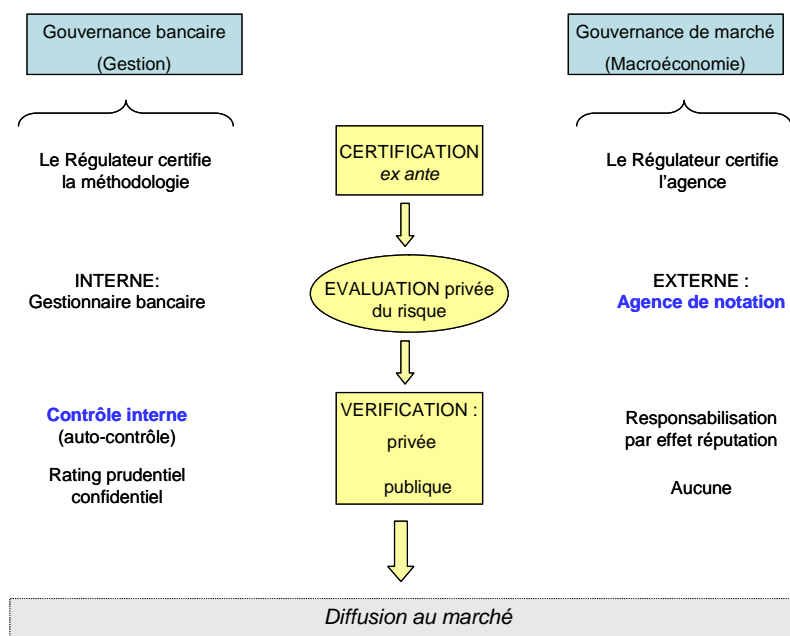 Gouvernance bancaire
(Gestion)
Gouvernance de marché
(Macroéconomie)
Le Régulateur certifie
la méthodologie
CERTIFICATION
ex ante
Le Régulateur certifie
l'agence
INTERNE:
Gestionnaire bancaire
EVALUATION privée
du risque
EXTERNE :
Agence de notation
Contrôle interne
(auto-contrôle)
Rating prudentiel
confidentiel
VERIFICATION :
privée
publique
Responsabilisation
par effet réputation
Aucune
Diffusion au marché